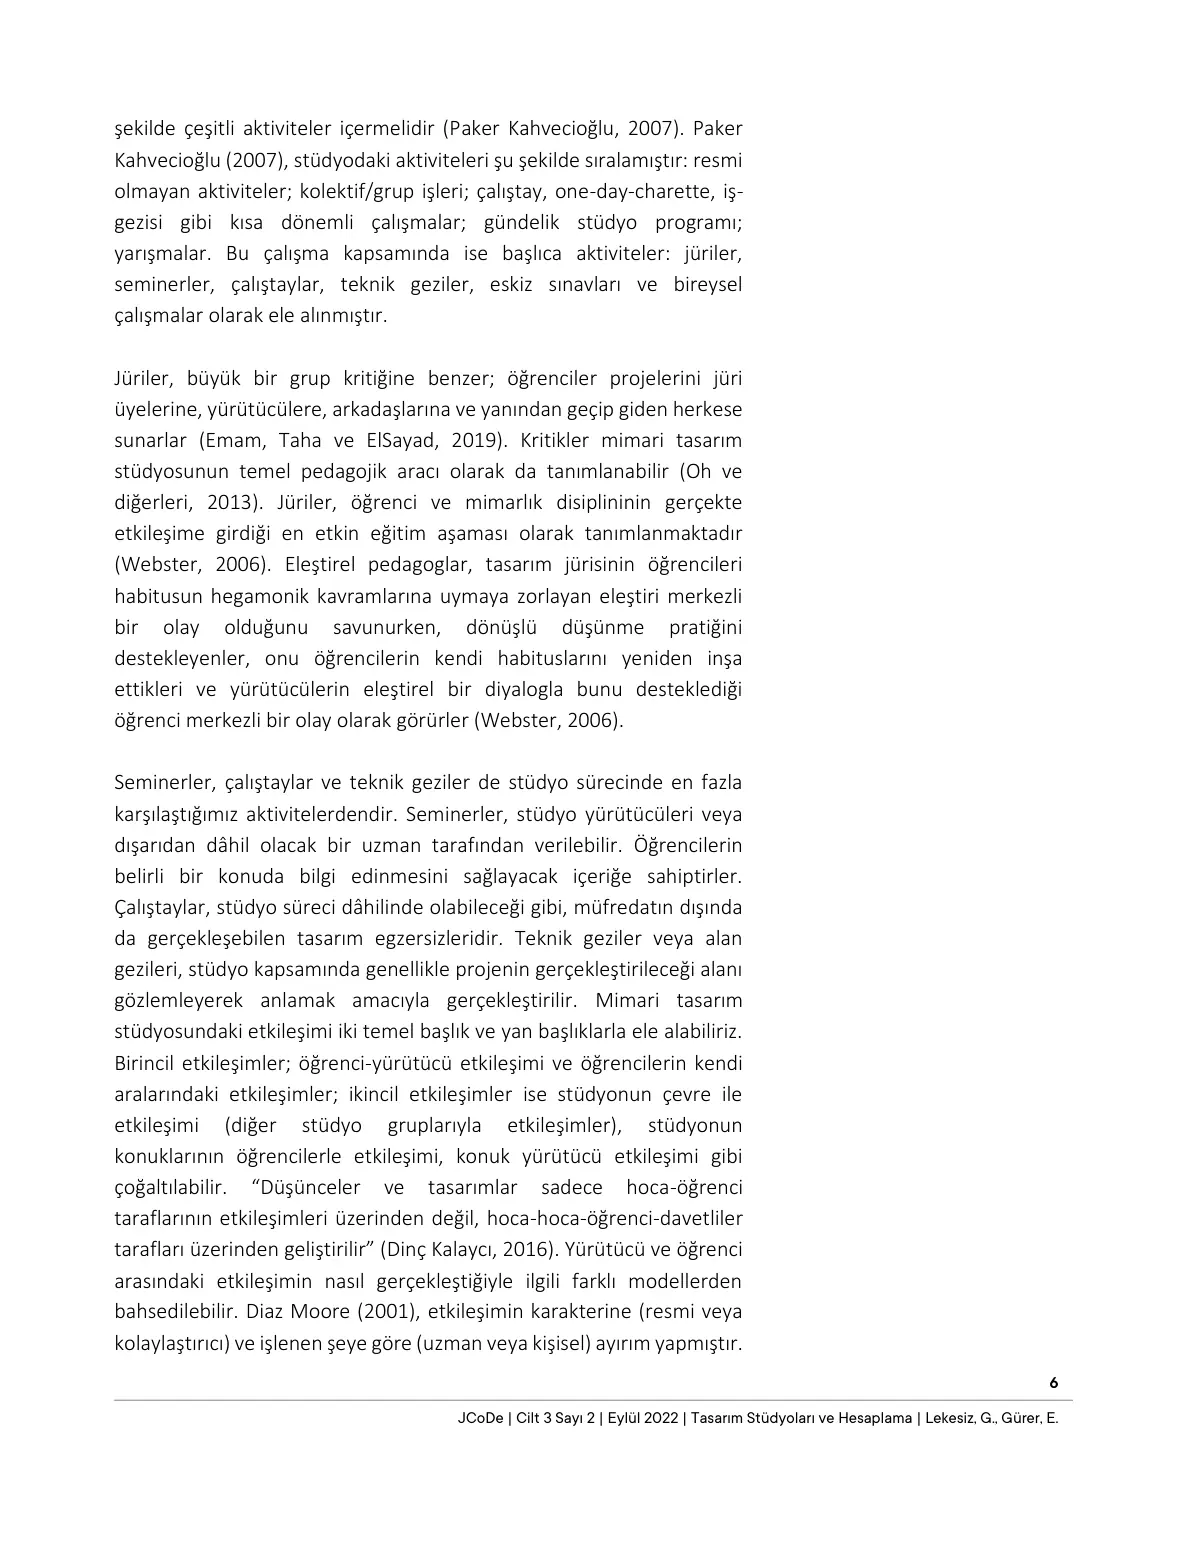 şekilde çeşitli aktiviteler içermelidir (Paker Kahvecioğlu, 2007). Paker
Kahvecioğlu (2007), stüdyodaki aktiviteleri şu şekilde sıralamıştır: resmi
olmayan aktiviteler; kolektif/grup işleri; çalıştay, one-day-charette, iş-
gezisi gibi kısa dönemli çalışmalar; gündelik stüdyo programı;
yarışmalar. Bu çalışma kapsamında ise başlıca aktiviteler: jüriler,
seminerler, çalıştaylar, teknik geziler, eskiz sınavları ve bireysel
çalışmalar olarak ele alınmıştır.
Jüriler, büyük bir grup kritiğine benzer; öğrenciler projelerini jüri
üyelerine, yürütücülere, arkadaşlarına ve yanından geçip giden herkese
sunarlar (Emam, Taha ve ElSayad, 2019). Kritikler mimari tasarım
stüdyosunun temel pedagojik aracı olarak da tanımlanabilir (Oh ve
diğerleri, 2013). Jüriler, öğrenci ve mimarlık disiplininin gerçekte
etkileşime girdiği en etkin eğitim aşaması olarak tanımlanmaktadır
(Webster, 2006). Eleştirel pedagoglar, tasarım jürisinin öğrencileri
habitusun hegamonik kavramlarına uymaya zorlayan eleştiri merkezli
bir olay olduğunu savunurken, dönüşlü düşünme pratiğini
destekleyenler, onu öğrencilerin kendi habituslarını yeniden inşa
ettikleri ve yürütücülerin eleştirel bir diyalogla bunu desteklediği
öğrenci merkezli bir olay olarak görürler (Webster, 2006).
Seminerler, çalıştaylar ve teknik geziler de stüdyo sürecinde en fazla
karşılaştığımız aktivitelerdendir. Seminerler, stüdyo yürütücüleri veya
dışarıdan dâhil olacak bir uzman tarafından verilebilir. Öğrencilerin
belirli bir konuda bilgi edinmesini sağlayacak içeriğe sahiptirler.
Çalıştaylar, stüdyo süreci dâhilinde olabileceği gibi, müfredatın dışında
da gerçekleşebilen tasarım egzersizleridir. Teknik geziler veya alan
gezileri, stüdyo kapsamında genellikle projenin gerçekleştirileceği alanı
gözlemleyerek anlamak amacıyla gerçekleştirilir. Mimari tasarım
stüdyosundaki etkileşimi iki temel başlık ve yan başlıklarla ele alabiliriz.
Birincil etkileşimler; öğrenci-yürütücü etkileşimi ve öğrencilerin kendi
aralarındaki etkileşimler; ikincil etkileşimler ise stüdyonun çevre ile
etkileşimi (diğer stüdyo gruplarıyla etkileşimler), stüdyonun
konuklarının öğrencilerle etkileşimi, konuk yürütücü etkileşimi gibi
çoğaltılabilir. “Düşünceler ve tasarımlar sadece hoca-öğrenci
taraflarının etkileşimleri üzerinden değil, hoca-hoca-öğrenci-davetliler
tarafları üzerinden geliştirilir” (Dinç Kalaycı, 2016). Yürütücü ve öğrenci
arasındaki etkileşimin nasıl gerçekleştiğiyle ilgili farklı modellerden
bahsedilebilir. Diaz Moore (2001), etkileşimin karakterine (resmi veya
kolaylaştırıcı) ve işlenen şeye göre (uzman veya kişisel) ayırım yapmıştır.
6
JCoDe | Cilt 3 Sayı 2 | Eylül 2022 | Tasarım Stüdyoları ve Hesaplama | Lekesiz, G., Gürer, E.